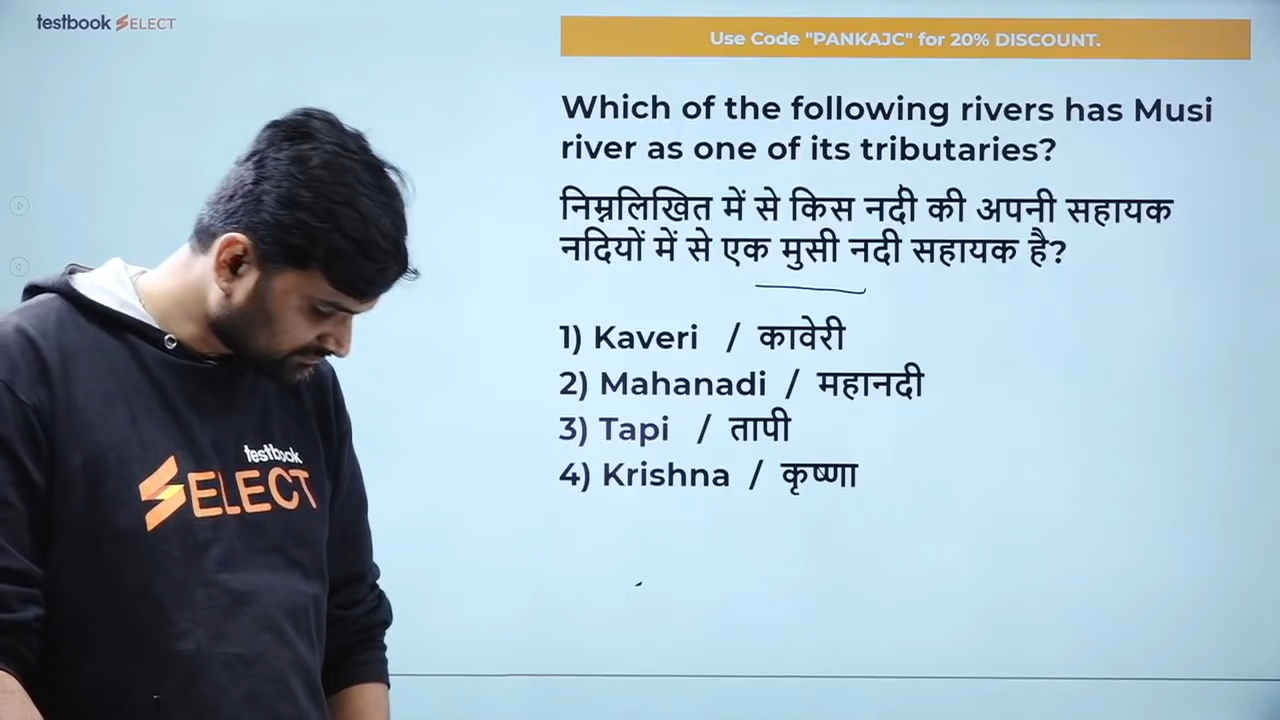 testbook SELECT
Use Code "PANKAJC" for 20% DISCOUNT.
Which of the following rivers has Musi
river as one of its tributaries?
निम्नलिखित में से किस नदी की अपनी सहायक
नदियों में से एक मुसी नदी सहायक है?
1) Kaveri / कावेरी
2) Mahanadi / महानदी
3) Tapi / तापी
4) Krishna / कृष्णा
testbook
SELECT